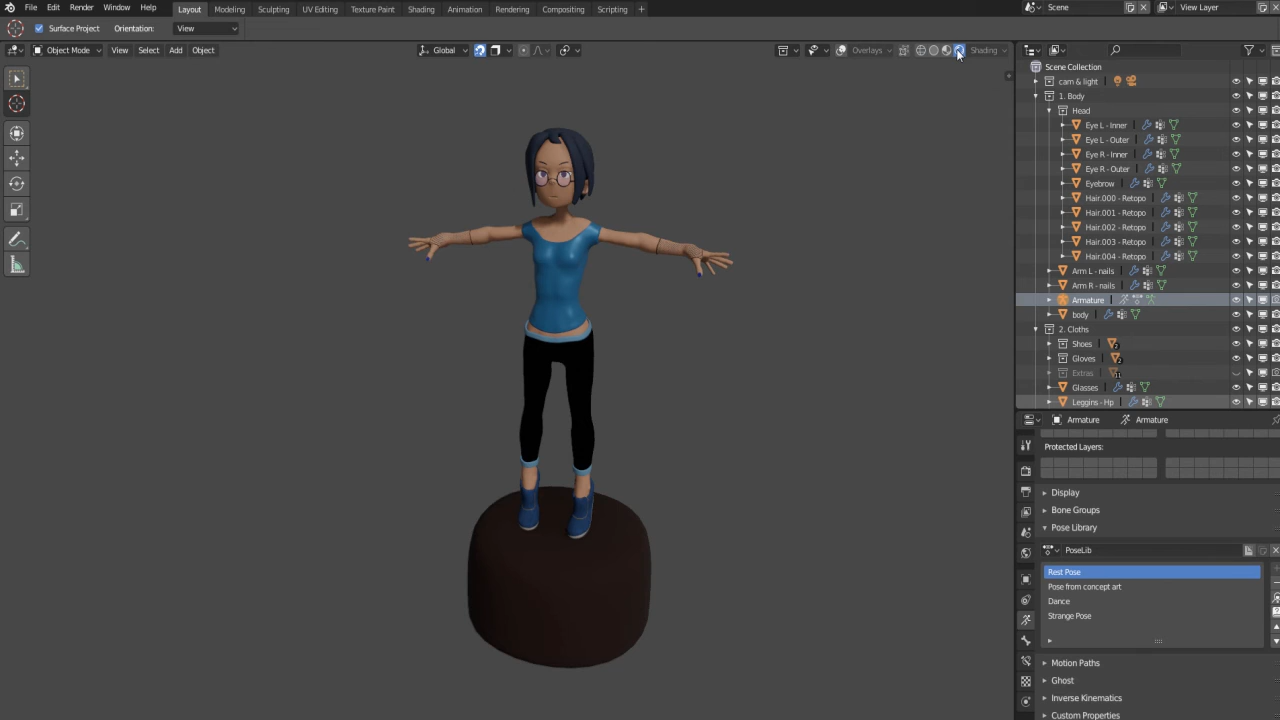 File Edit Render Window Help Layout Modeling Sculpting UV Editing Texture Paint Shading Animation Rendering Compositing Scripting + Scene View Layer
Surface Project Orientation: View
Object Mode View Select Add Object Global Overlays Shading
Scene Collection
cam & light
1. Body
Head
Eye L - Inner
Eye L - Outer
Eye R - Inner
Eye R - Outer
Eyebrow
Hair.000 - Retopo
Hair.001 - Retopo
Hair.002 - Retopo
Hair.003 - Retopo
Hair.004 - Retopo
Arm L - nails
Arm R - nails
Armature
body
2. Cloths
Shoes
Gloves
Extras
Glasses
Leggins - Hp
Armature Armature
Protected Layers:
Display
Bone Groups
Pose Library
PoseLib
Rest Pose
Pose from concept art
Dance
Strange Pose
Motion Paths
Ghost
Inverse Kinematics
Custom Properties